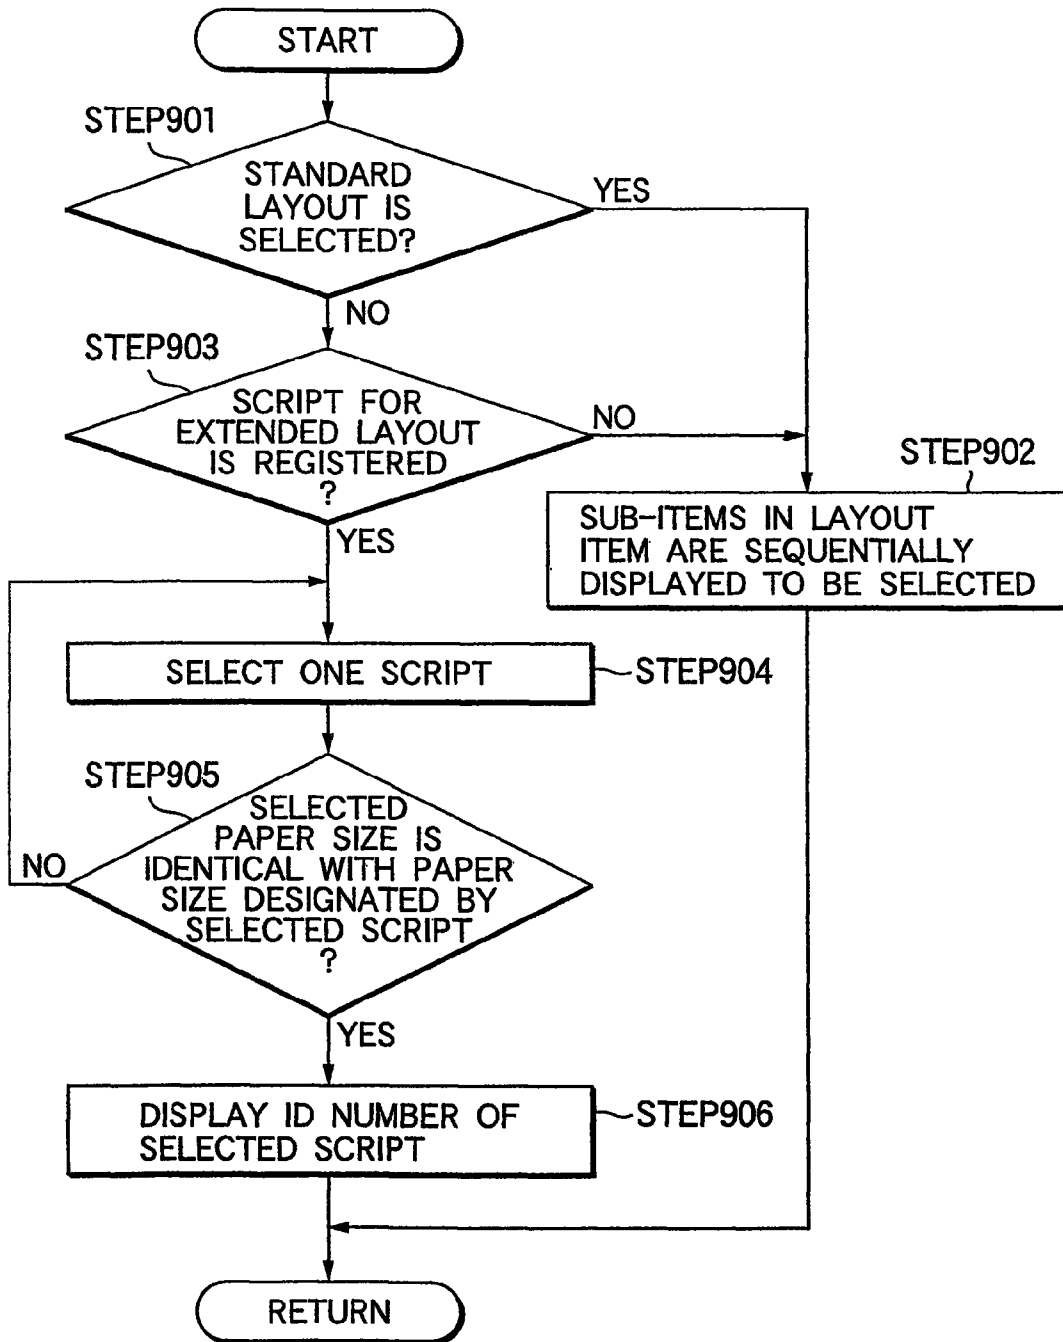 START
STEP901
STANDARD
LAYOUT IS
SELECTED?
YES
NO
STEP903
SCRIPT FOR
EXTENDED LAYOUT
IS REGISTERED
?
NO
YES
STEP902
SUB-ITEMS IN LAYOUT
ITEM ARE SEQUENTIALLY
DISPLAYED TO BE SELECTED
SELECT ONE SCRIPT
STEP904
STEP905
SELECTED
PAPER SIZE IS
IDENTICAL WITH PAPER
SIZE DESIGNATED BY
SELECTED SCRIPT
?
NO
YES
DISPLAY ID NUMBER OF
SELECTED SCRIPT
STEP906
RETURN